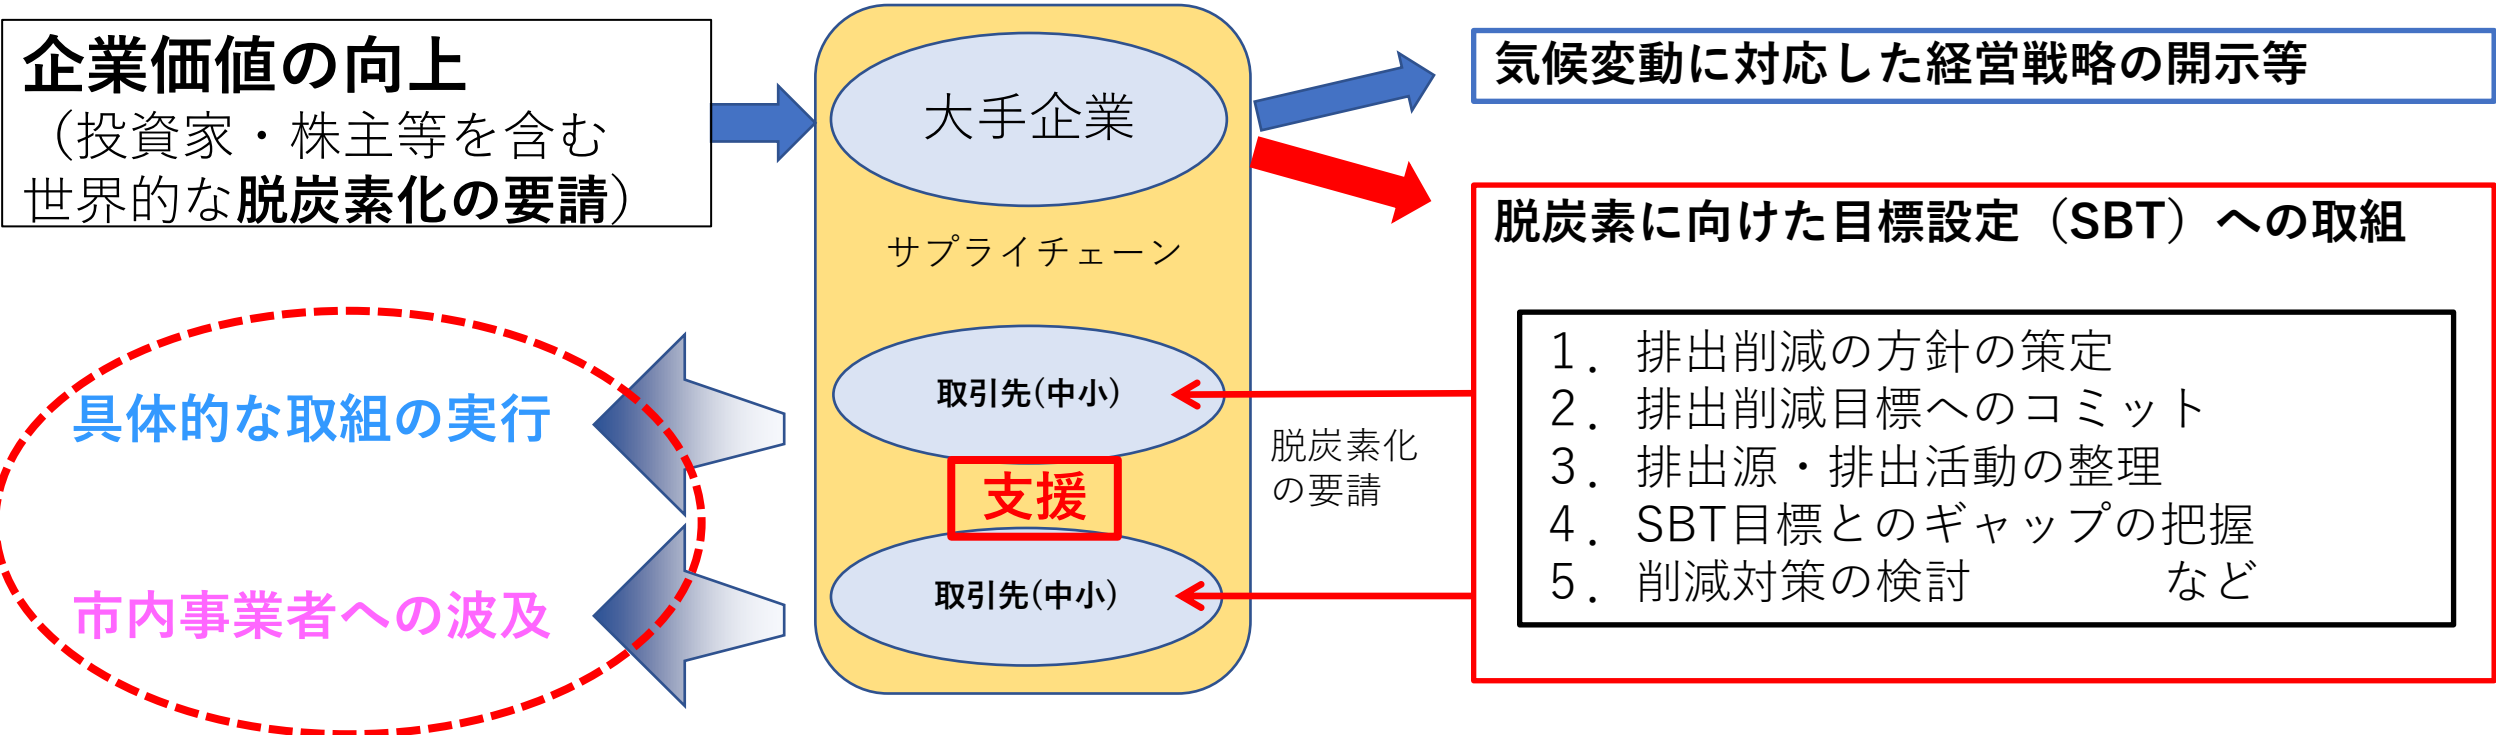 企業価値の向上
（投資家・株主等を含む
世界的な脱炭素化の要請）
大手企業
サプライチェーン
取引先(中小)
支援
取引先(中小)
気候変動に対応した経営戦略の開示等
脱炭素に向けた目標設定（SBT）への取組
1．排出削減の方針の策定
2．排出削減目標へのコミット
3．排出源・排出活動の整理
4．SBT目標とのギャップの把握
5．削減対策の検討　　　　　など
脱炭素化
の要請
具体的な取組の実行
市内事業者への波及